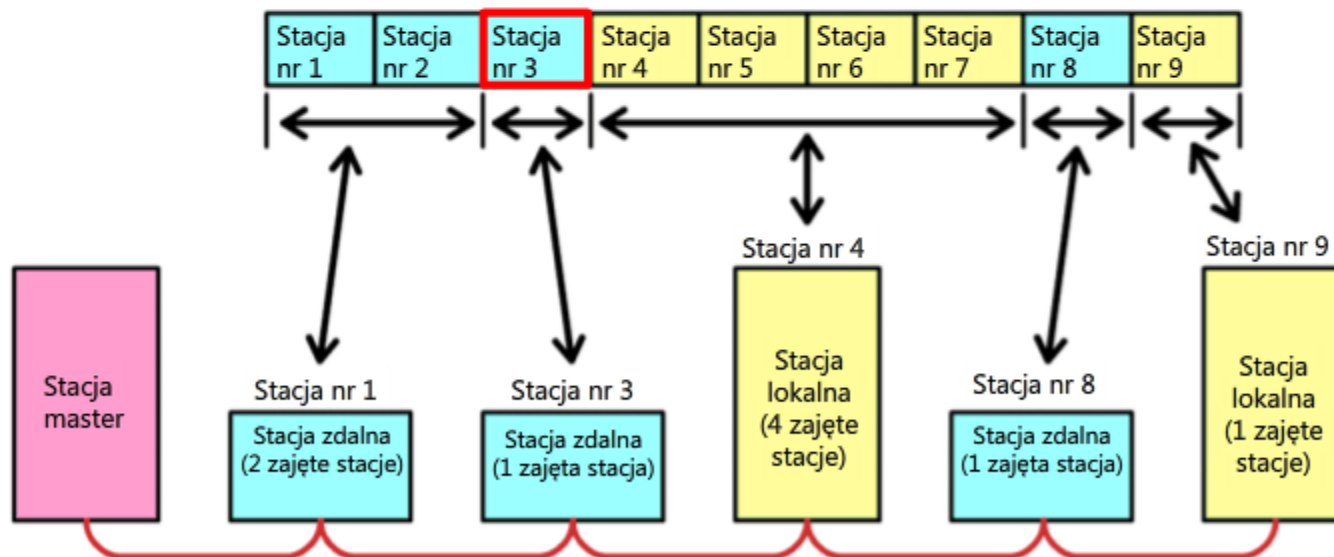 Stacja nr 1
Stacja nr 2
Stacja nr 3
Stacja nr 4
Stacja nr 5
Stacja nr 6
Stacja nr 7
Stacja nr 8
Stacja nr 9
Stacja
master
Stacja nr 1
Stacja zdalna
(2 zajęte stacje)
Stacja nr 3
Stacja zdalna
(1 zajęta stacja)
Stacja nr 4
Stacja
lokalna
(4 zajęte
stacje)
Stacja nr 8
Stacja zdalna
(1 zajęta stacja)
Stacja nr 9
Stacja
lokalna
(1 zajęte
stacje)